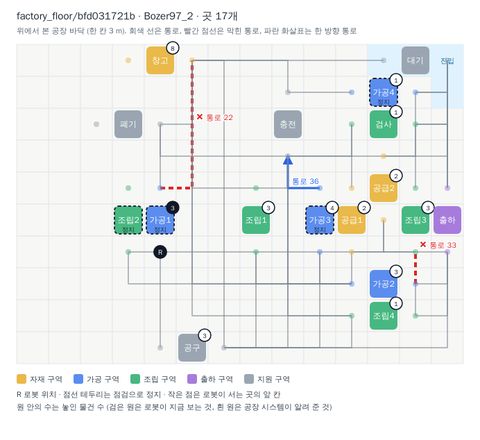 factory_floor/bfd031721b · Bozer97_2 · 곳 17개
위에서 본 공장 바닥 (한 칸 3 m). 회색 선은 통로, 빨간 점선은 막힌 통로, 파란 화살표는 한 방향 통로
창고 8
대기
전립
가공4 1
정지
폐기
충전
검사 1
통로 22
통로 36
공급2 2
조립2
정지
가공1 3
정지
조립1 3
가공3 4
정지
공급1 2
조립3 3
출하
통로 33
R
가공2 3
조립4 1
공구 3
자재 구역
가공 구역
조립 구역
출하 구역
지원 구역
R 로봇 위치 · 점선 테두리는 점검으로 정지 · 작은 점은 로봇이 서는 곳의 앞 칸
원 안의 수는 놓인 물건 수 (검은 원은 로봇이 지금 보는 것, 흰 원은 공장 시스템이 알려 준 것)